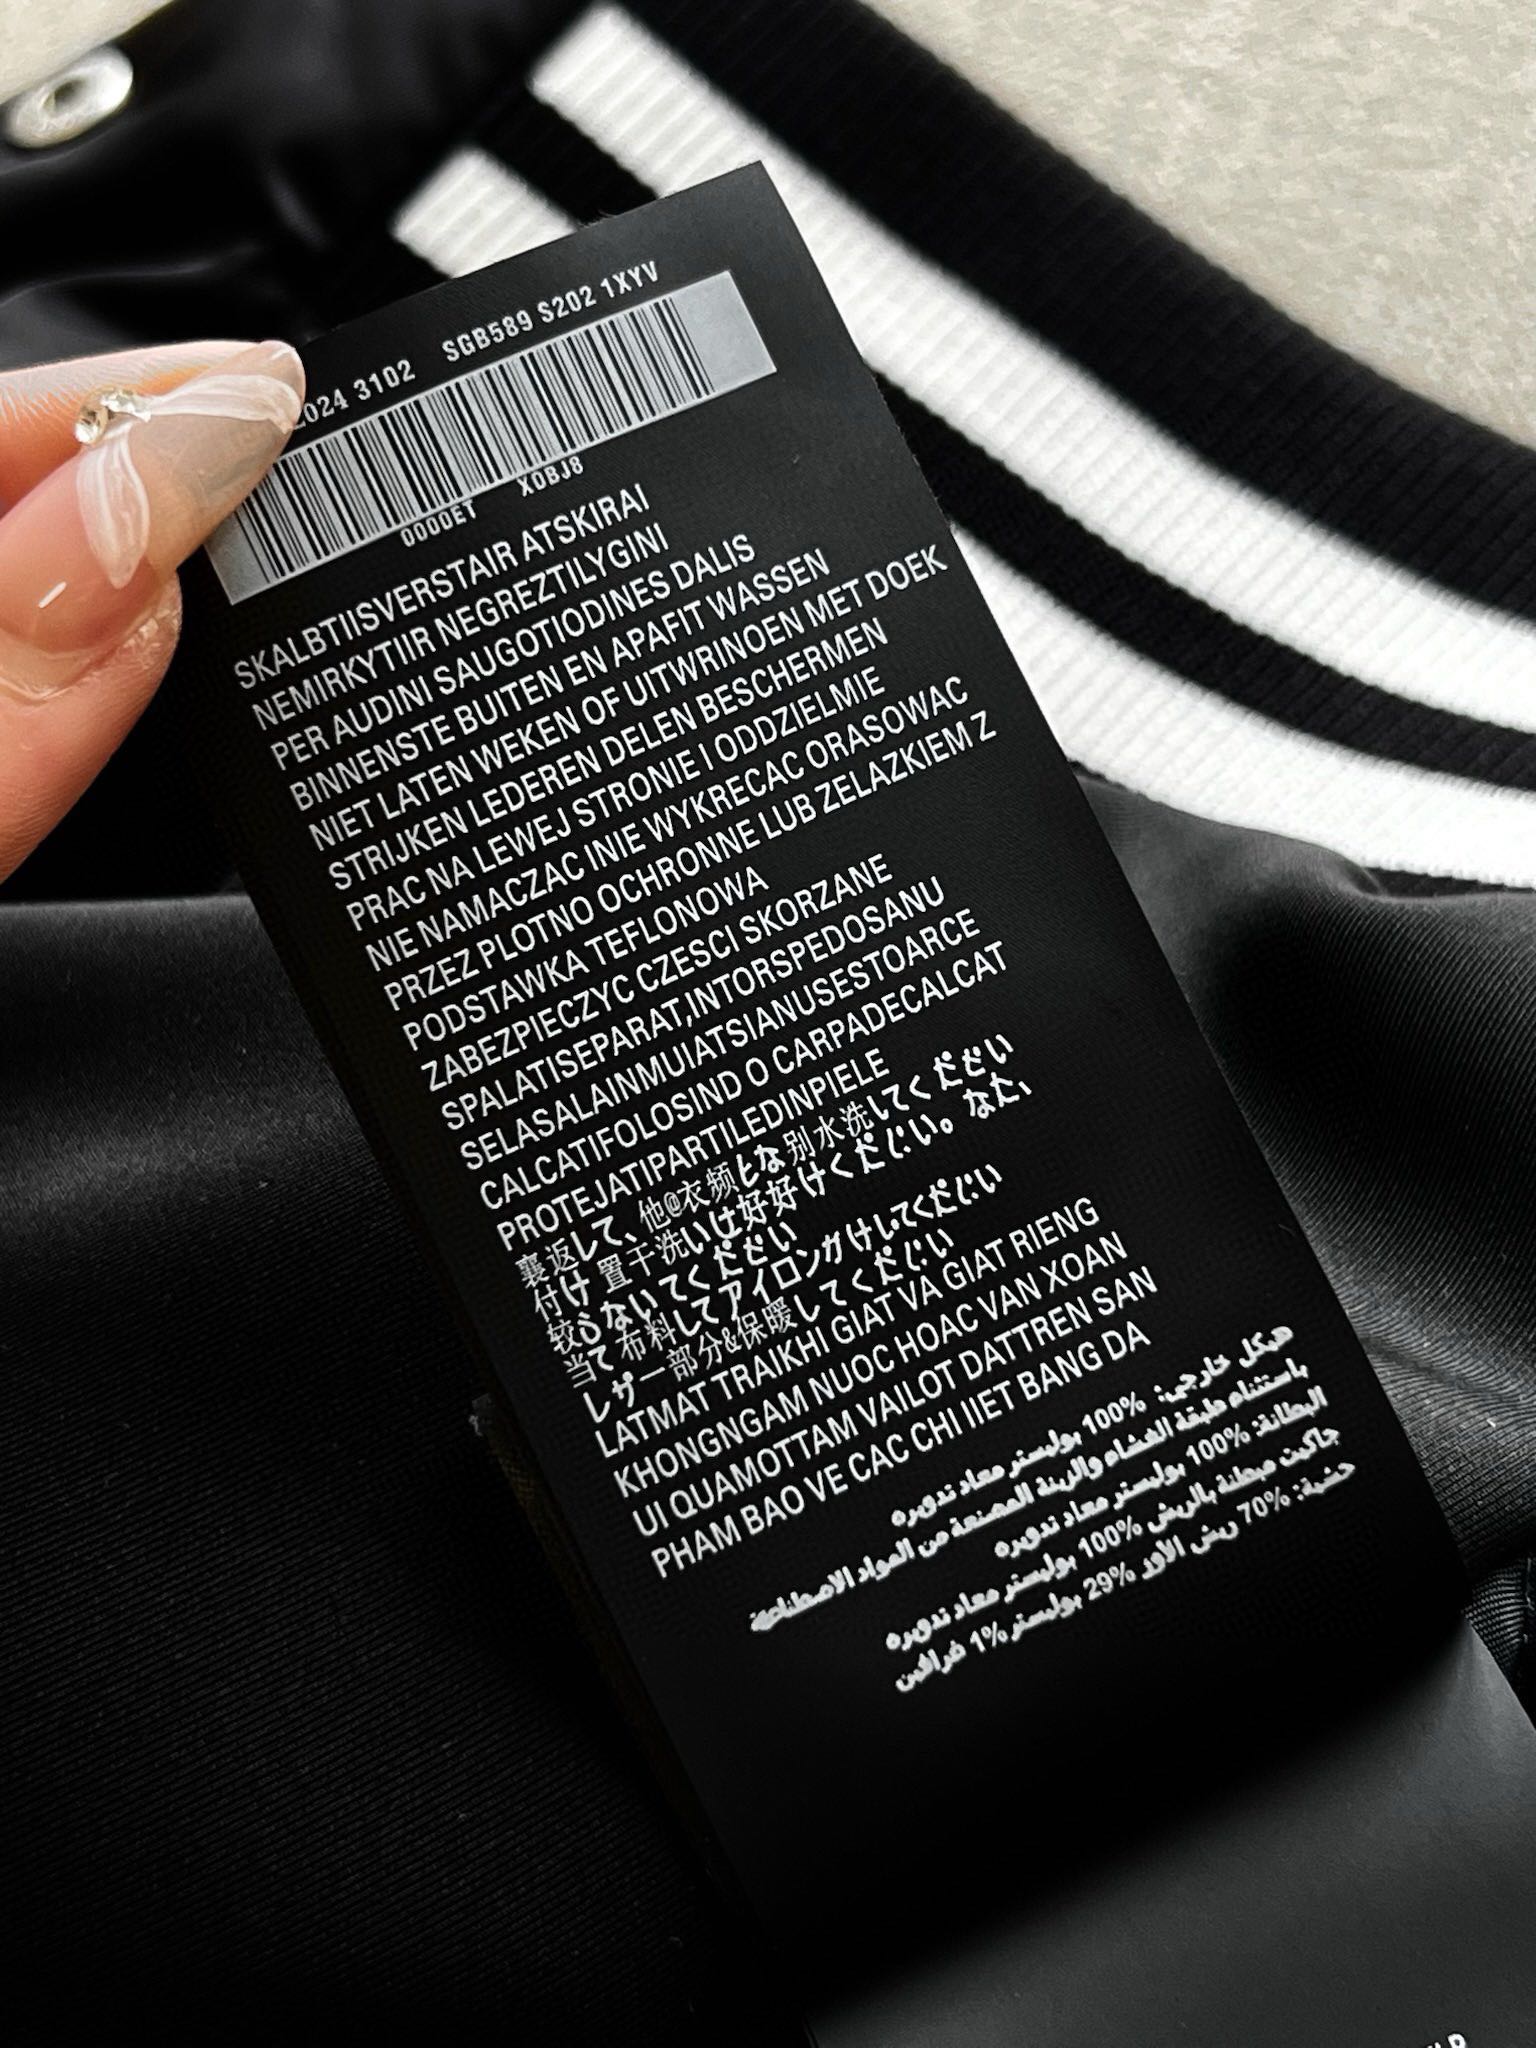 2024 3102 SGB589 S202 1XYV
0000ET X0BJ8
SKALBTIISVERSTAIR ATSKIRAI
NEMIRKYTIIR NEGREZTILYGINI
PER AUDINI SAUGOTIODINES DALIS
BINNENSTE BUITEN EN APAFIT WASSEN
NIET LATEN WEKEN OF UITWRINOEN MET DOEK
STRIJKEN LEDEREN DELEN BESCHERMEN
PRAC NA LEWEJ STRONIE I ODDZIELMIE
NIE NAMACZAC INIE WYKRECAC ORASOWAC
PRZEZ PLOTNO OCHRONNE LUB ZELAZKIEM Z
PODSTAWKA TEFLONOWA
ZABEZPIECZYC CZESCI SKORZANE
SPALATISEPARAT,INTORSPEDOSANU
SELASALAINMUIATSIANUSESTOARCE
CALCATIFOLOSIND O CARPADECALCAT
PROTEJATIPARTILEDINPIELE
裏返して、他@衣频とな别水洗してくだだい
付け置干洗いは好好けくだじい。なた、
较らないてくだだい
当て布料してアイロンガけしてくだじい
レザー部分&保暖してくだじい
LATMAT TRAIKHI GIAT VA GIAT RIENG
KHONGNGAM NUOC HOAC VAN XOAN
UI QUAMOTTAM VAILOT DATTREN SAN
PHAM BAO VE CAC CHI IIET BANG DA
هيكل خارجي: 100% بوليستر معاد تدويره
باستثناء طبقة الغشاء والزينة المصنعة من المواد الاصطناعية
البطانة: 100% بوليستر معاد تدويره
جاكيت مبطنة بالريش 100% بوليستر معاد تدويره
حشية: 70% ريش الأوز 29% بوليستر 1%